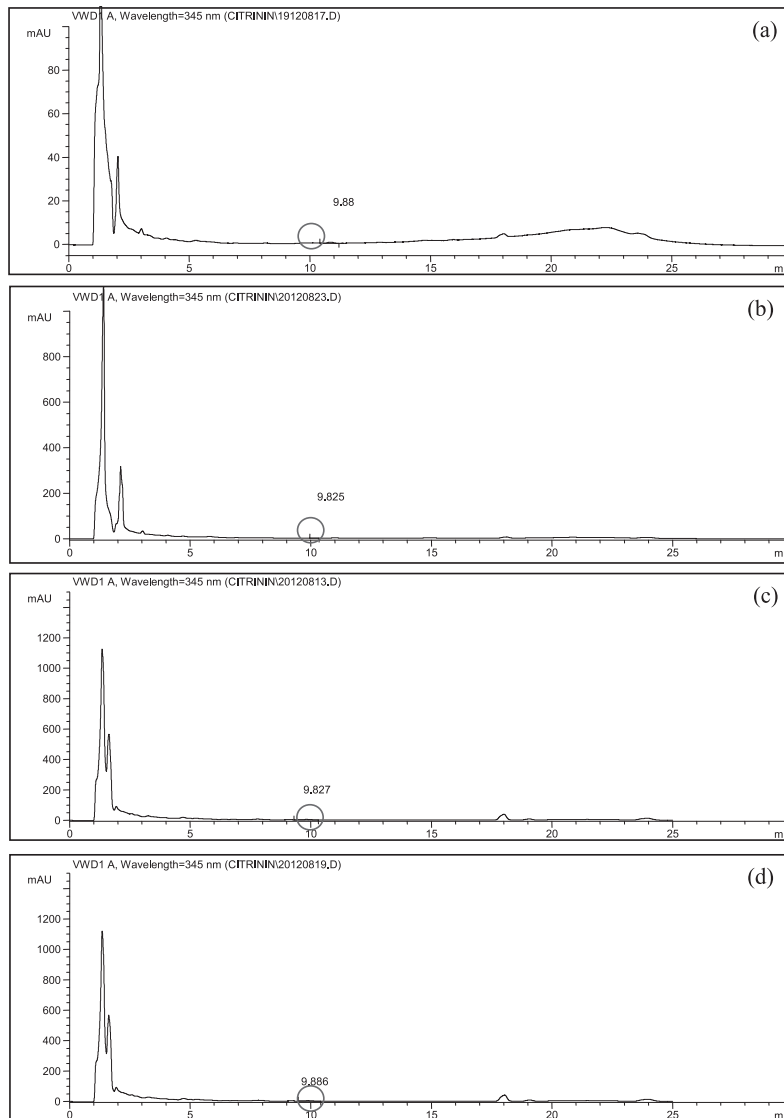 VWD1 A, Wavelength=345 nm (CITRININ\19120817.D)
(a)
mAU
80
60
40
20
0
9.88
0 5 10 15 20 25 m
VWD1 A, Wavelength=345 nm (CITRININ\20120823.D)
(b)
mAU
800
600
400
200
0
9.825
0 5 10 15 20 25 m
VWD1 A, Wavelength=345 nm (CITRININ\20120813.D)
(c)
mAU
1200
1000
800
600
400
200
0
9.827
0 5 10 15 20 25 m
VWD1 A, Wavelength=345 nm (CITRININ\20120819.D)
(d)
mAU
1200
1000
800
600
400
200
0
9.886
0 5 10 15 20 25 m